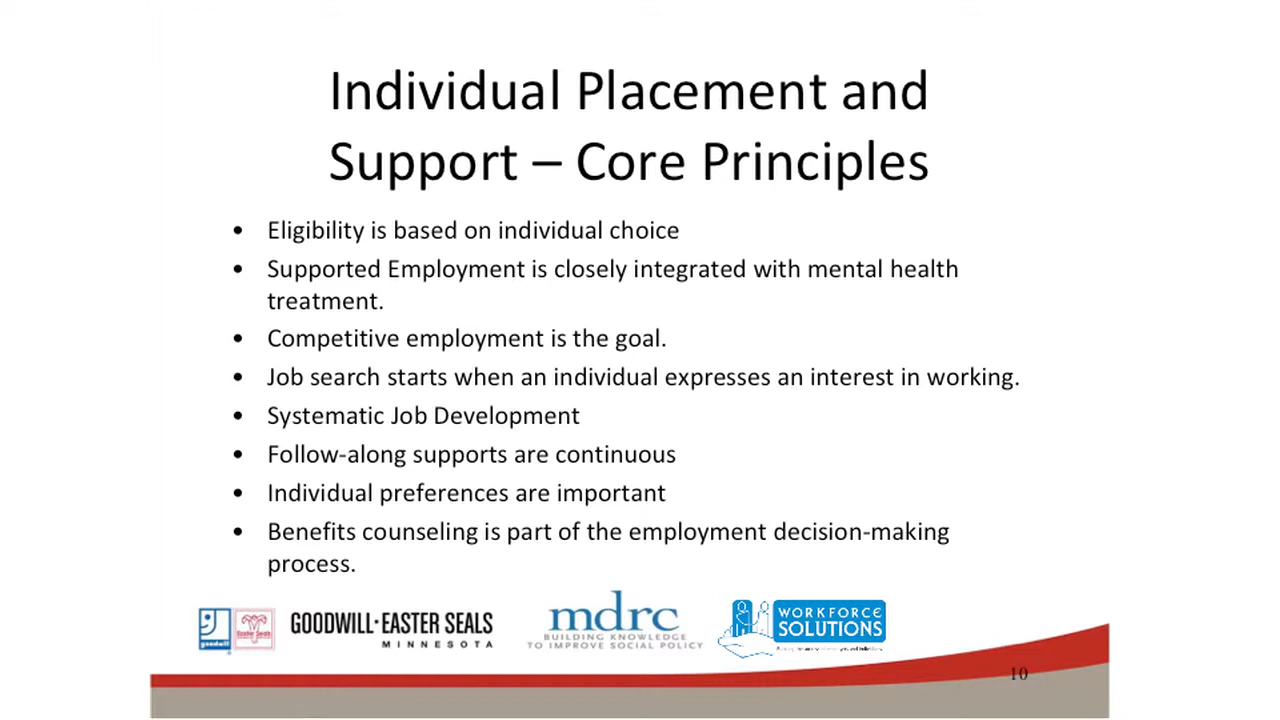 Individual Placement and
Support – Core Principles
• Eligibility is based on individual choice
• Supported Employment is closely integrated with mental health
treatment.
• Competitive employment is the goal.
• Job search starts when an individual expresses an interest in working.
• Systematic Job Development
• Follow-along supports are continuous
• Individual preferences are important
• Benefits counseling is part of the employment decision-making
process.
goodwill
Easter Seals
GOODWILL·EASTER SEALS
MINNESOTA
mdrc
BUILDING KNOWLEDGE
TO IMPROVE SOCIAL POLICY
WORKFORCE
SOLUTIONS
10